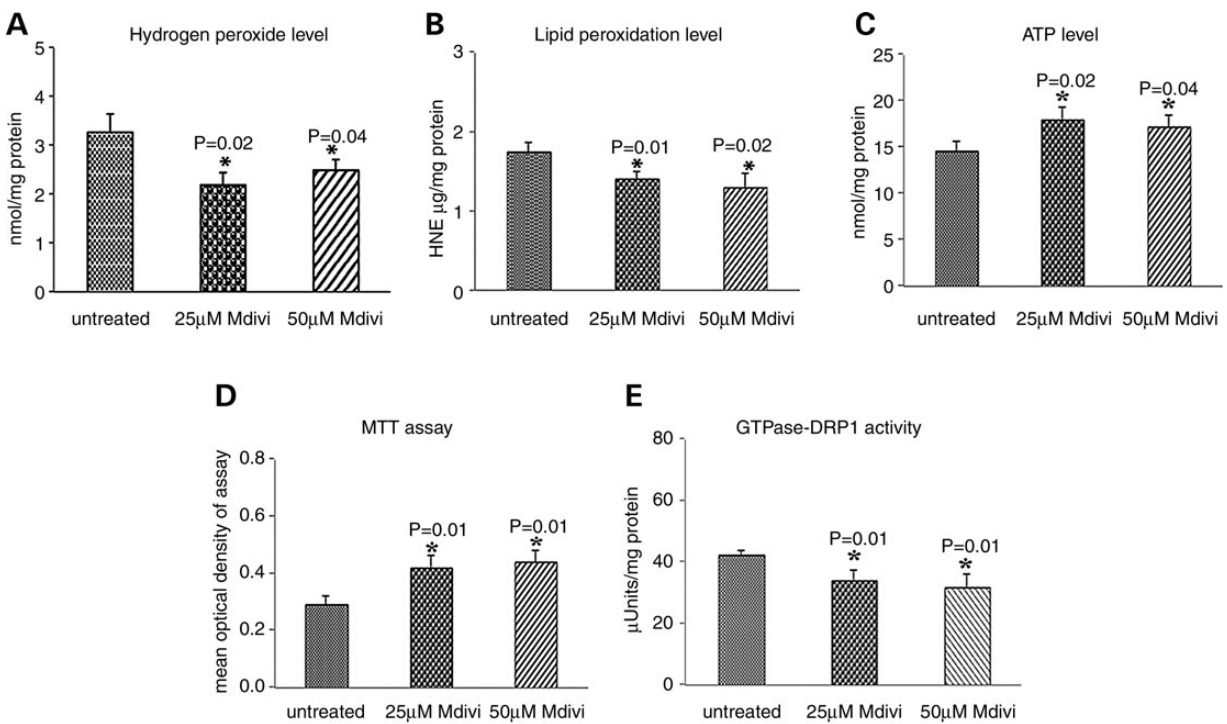 A
Hydrogen peroxide level
nmol/mg protein
5
4
3
2
1
0
P=0.02
*
P=0.04
*
untreated
25μM Mdivi
50μM Mdivi
B
Lipid peroxidation level
HNE μg/mg protein
3
2
1
0
P=0.01
*
P=0.02
*
untreated
25μM Mdivi
50μM Mdivi
C
ATP level
nmol/mg protein
25
20
15
10
5
0
P=0.02
*
P=0.04
*
untreated
25μM Mdivi
50μM Mdivi
D
MTT assay
mean optical density of assay
0.8
0.6
0.4
0.2
0.0
P=0.01
*
P=0.01
*
untreated
25μM Mdivi
50μM Mdivi
E
GTPase-DRP1 activity
μUnits/mg protein
80
60
40
20
0
P=0.01
*
P=0.01
*
untreated
25μM Mdivi
50μM Mdivi